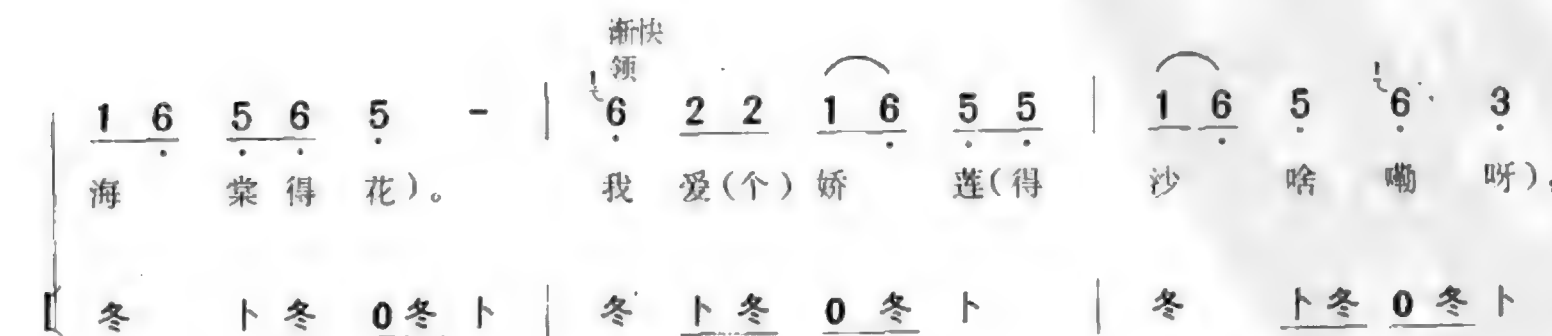 渐快
领
1 6 5 6 5 - | 6 2 2 1 6 5 5 | 1 6 5 6 3
海 棠 得 花）。 我 爱（个）娇 莲（得 沙 啥 嘞 呀），
冬 卜 冬 0 冬 卜 | 冬 卜 冬 0 冬 卜 | 冬 卜 冬 0 冬 卜